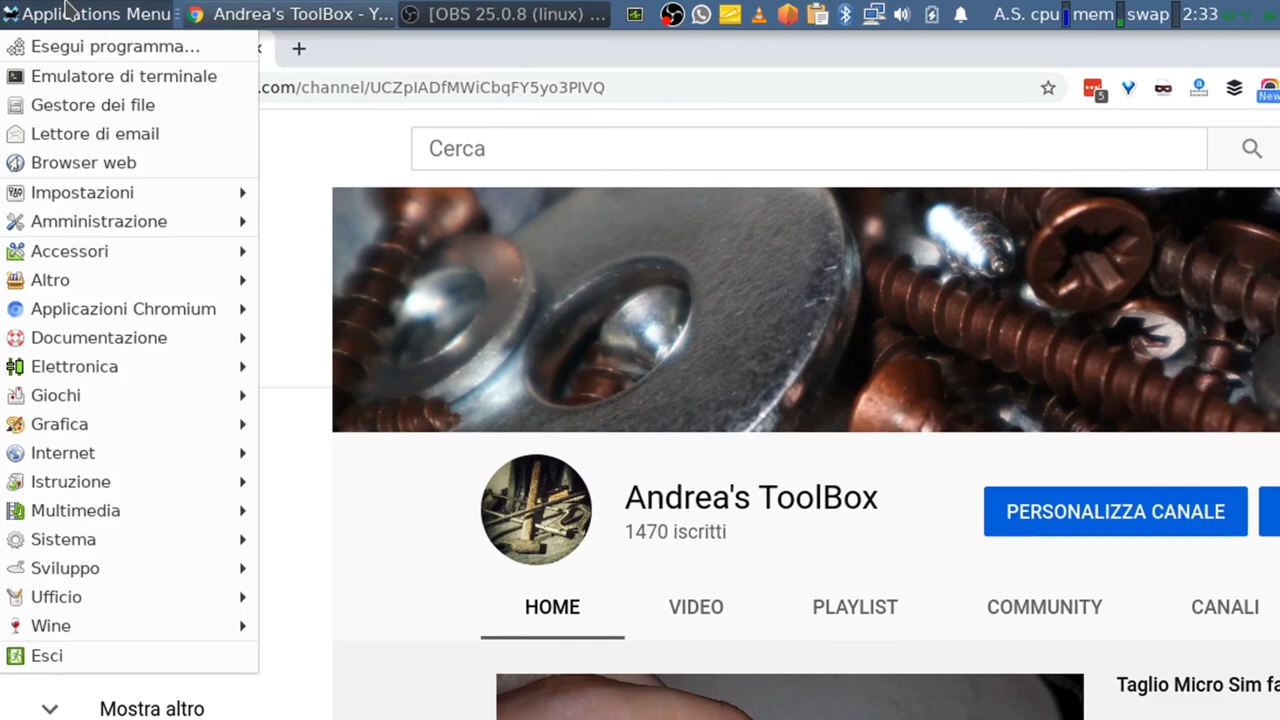 Applications Menu
Andrea's ToolBox - Y...
[OBS 25.0.8 (linux) ...
A.S. cpu mem swap 2:33
Esegui programma...
Emulatore di terminale
Gestore dei file
Lettore di email
Browser web
Impostazioni
Amministrazione
Accessori
Altro
Applicazioni Chromium
Documentazione
Elettronica
Giochi
Grafica
Internet
Istruzione
Multimedia
Sistema
Sviluppo
Ufficio
Wine
Esci
Mostra altro
.com/channel/UCZpIADfMWiCbqFY5yo3PIVQ
5
New
Cerca
Andrea's ToolBox
1470 iscritti
PERSONALIZZA CANALE
HOME VIDEO PLAYLIST COMMUNITY CANALI
Taglio Micro Sim fa